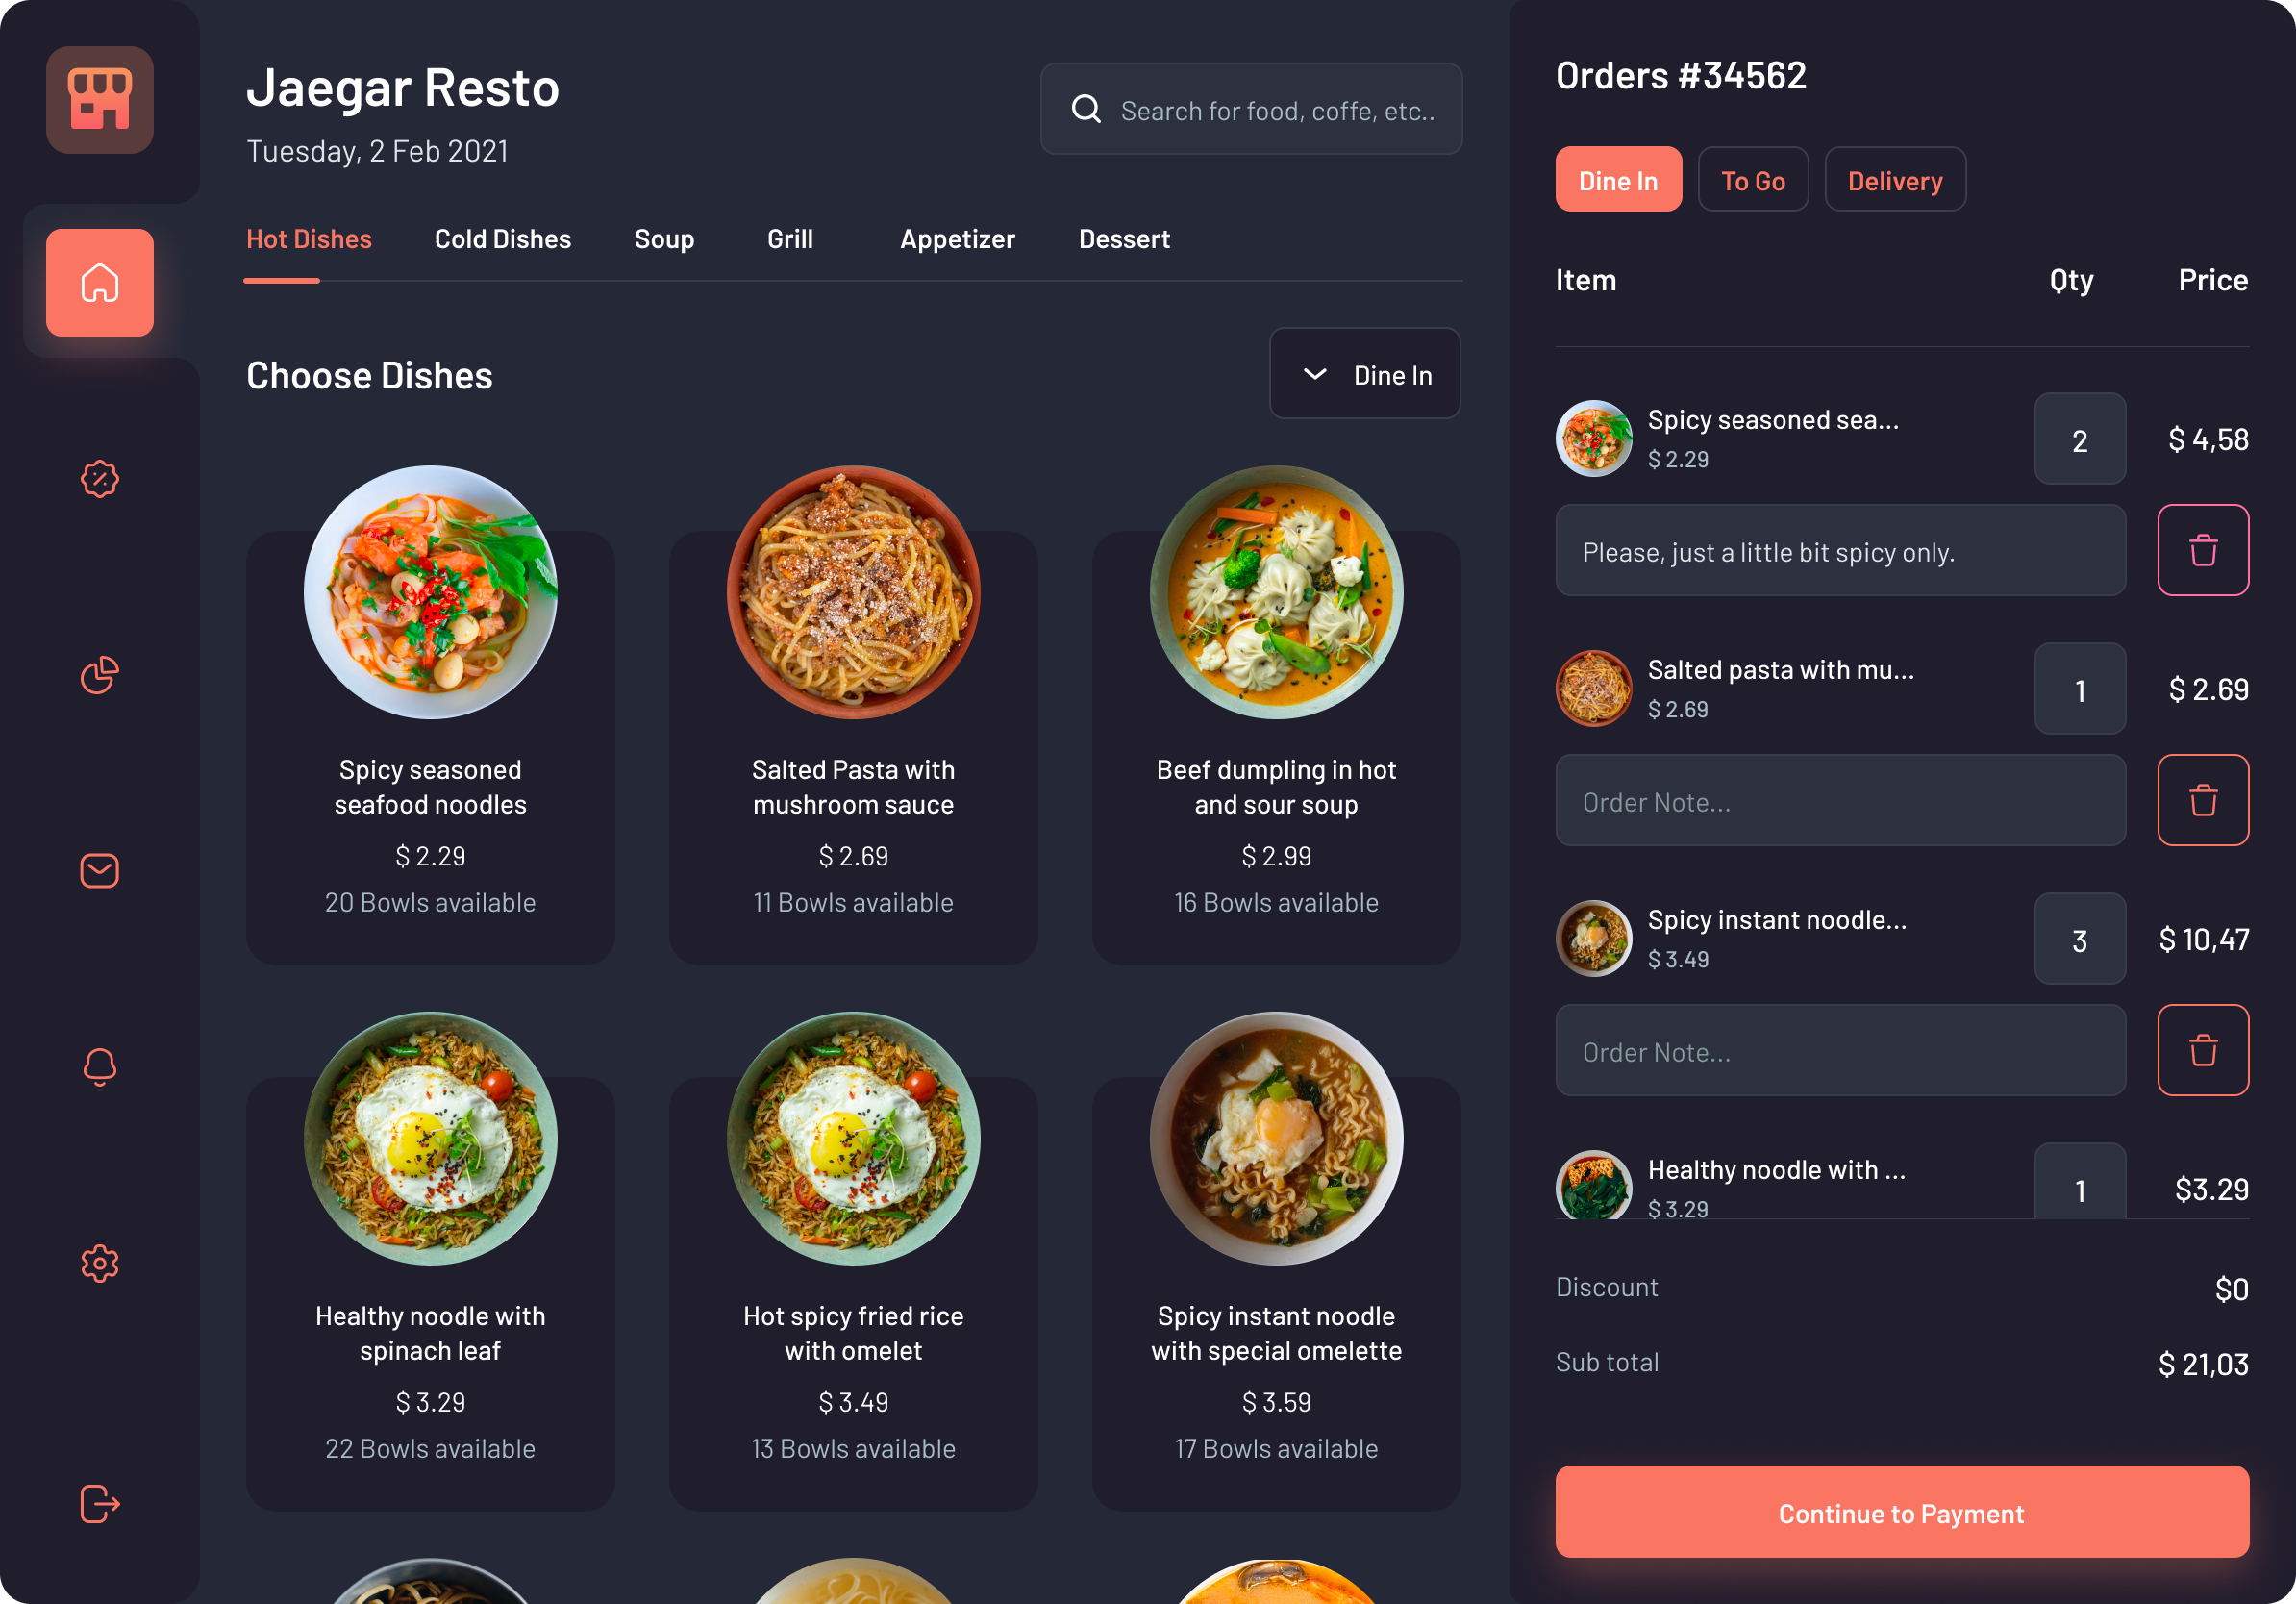 Jaegar Resto
Tuesday, 2 Feb 2021
Search for food, coffe, etc..
Hot Dishes
Cold Dishes
Soup
Grill
Appetizer
Dessert
Choose Dishes
Dine In
Spicy seasoned
seafood noodles
$ 2.29
20 Bowls available
Salted Pasta with
mushroom sauce
$ 2.69
11 Bowls available
Beef dumpling in hot
and sour soup
$ 2.99
16 Bowls available
Healthy noodle with
spinach leaf
$ 3.29
22 Bowls available
Hot spicy fried rice
with omelet
$ 3.49
13 Bowls available
Spicy instant noodle
with special omelette
$ 3.59
17 Bowls available
Orders #34562
Dine In
To Go
Delivery
Item
Qty
Price
Spicy seasoned sea...
$ 2.29
2
$ 4,58
Please, just a little bit spicy only.
Salted pasta with mu...
$ 2.69
1
$ 2.69
Order Note...
Spicy instant noodle...
$ 3.49
3
$ 10,47
Order Note...
Healthy noodle with ...
$ 3.29
1
$3.29
Discount
$0
Sub total
$ 21,03
Continue to Payment